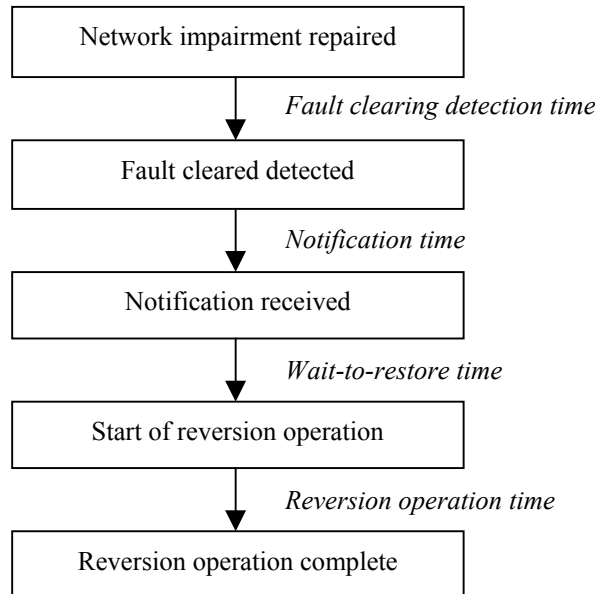 Network impairment repaired
Fault clearing detection time
Fault cleared detected
Notification time
Notification received
Wait-to-restore time
Start of reversion operation
Reversion operation time
Reversion operation complete